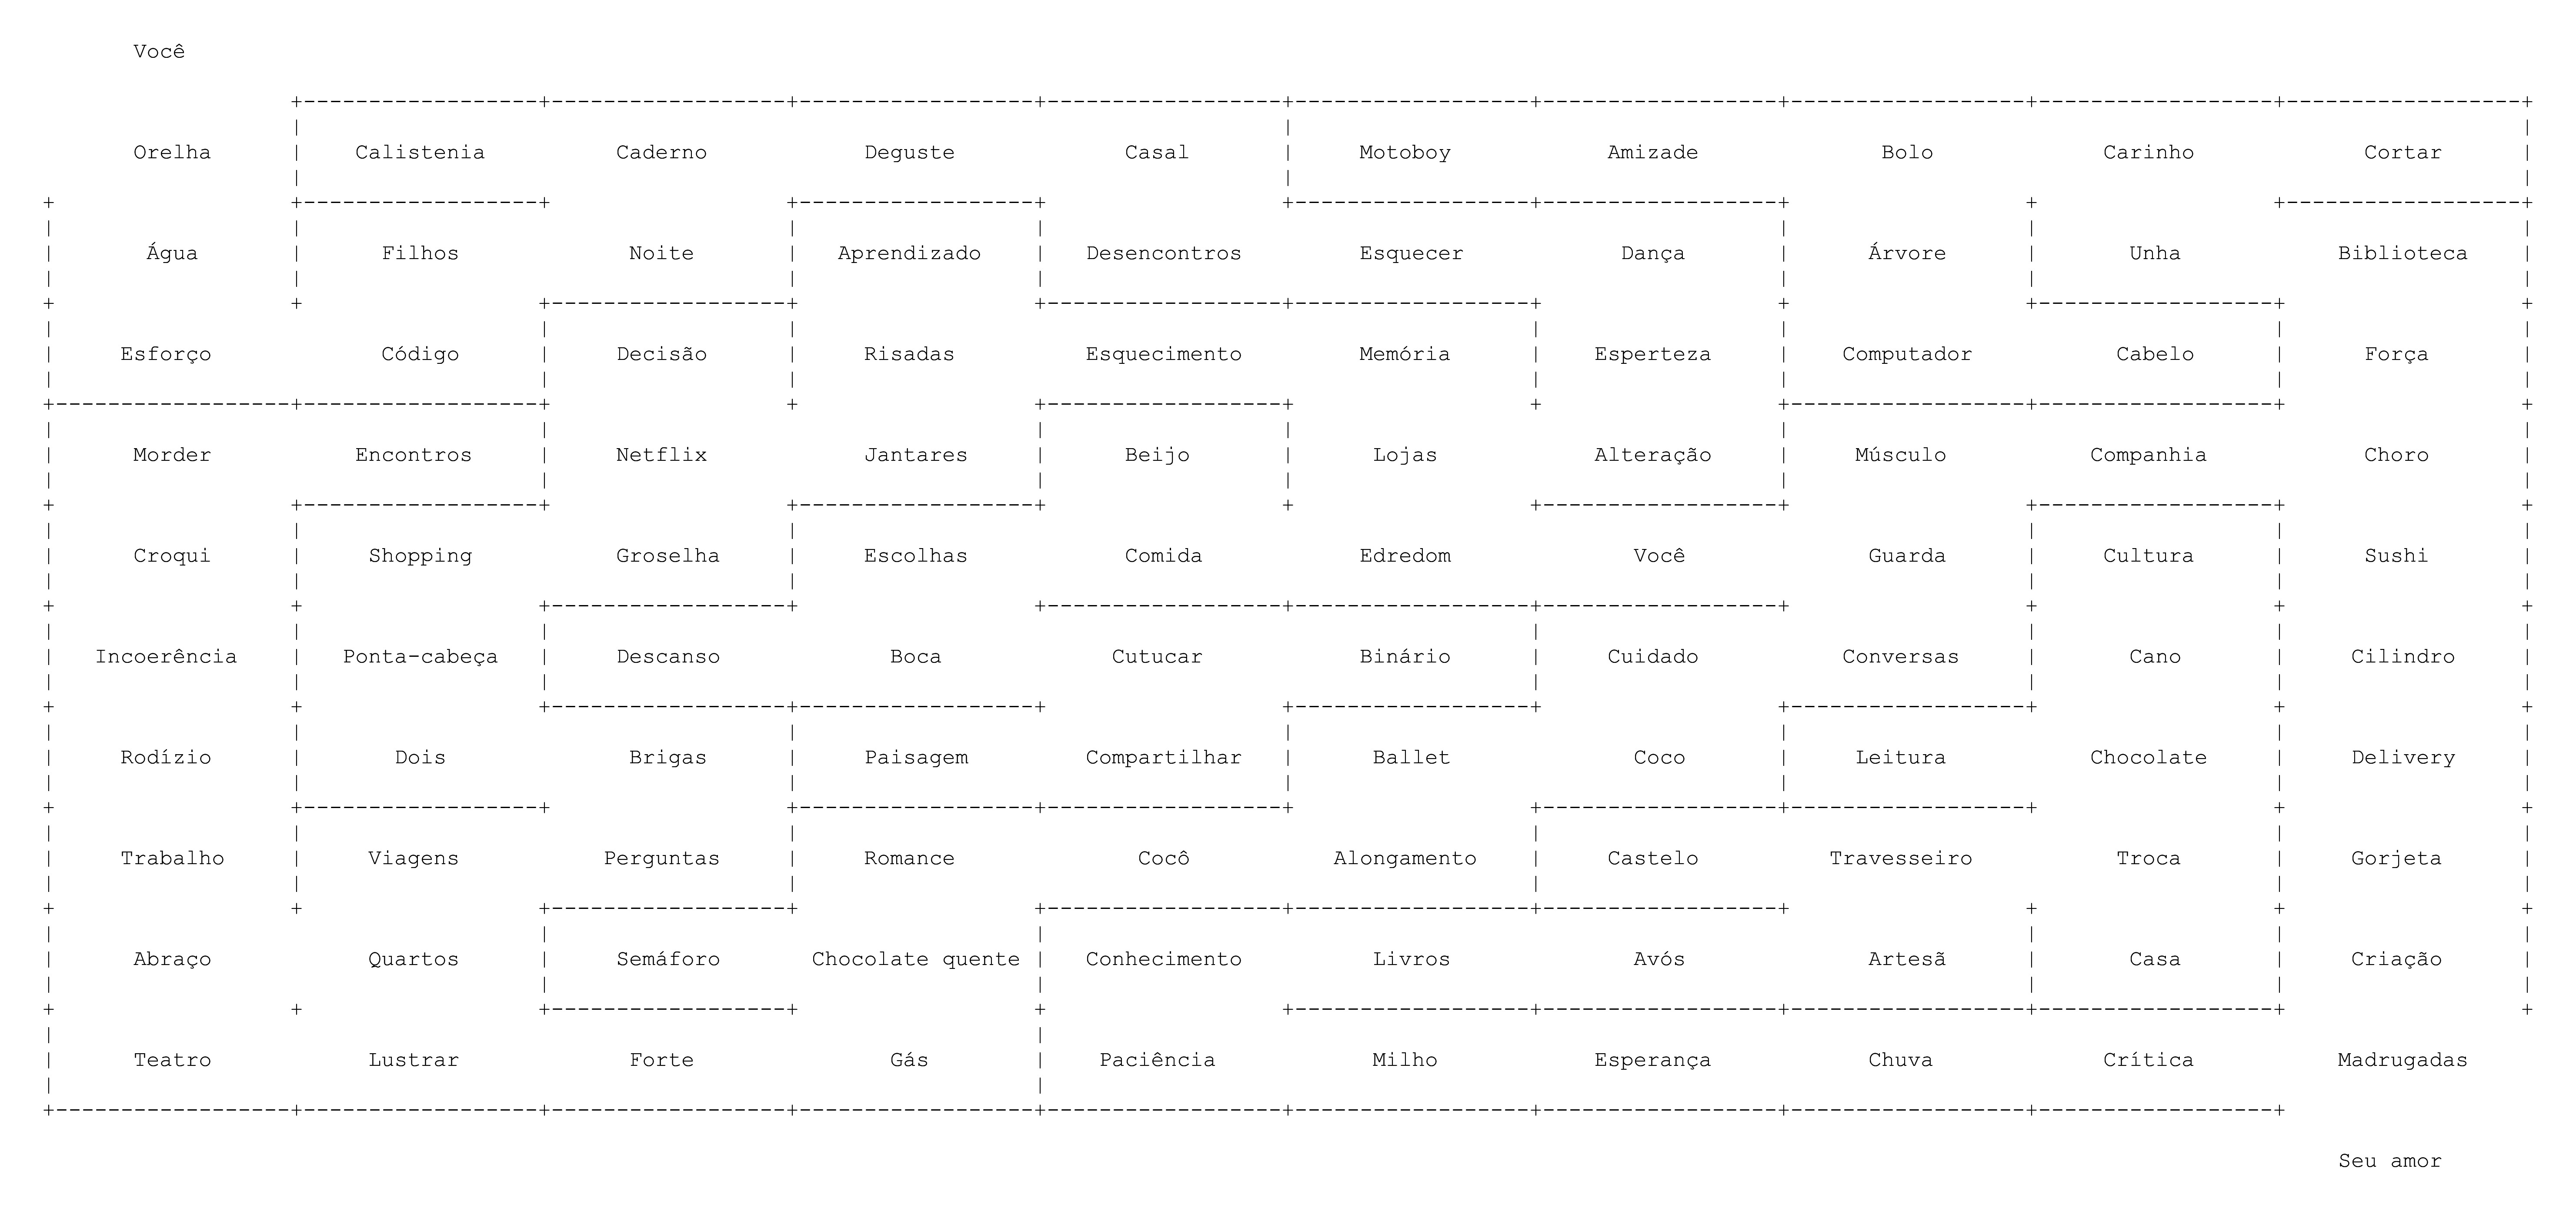 Você
Orelha Calistenia Caderno Deguste Casal Motoboy Amizade Bolo Carinho Cortar
Água Filhos Noite Aprendizado Desencontros Esquecer Dança Árvore Unha Biblioteca
Esforço Código Decisão Risadas Esquecimento Memória Esperteza Computador Cabelo Força
Morder Encontros Netflix Jantares Beijo Lojas Alteração Músculo Companhia Choro
Croqui Shopping Groselha Escolhas Comida Edredom Você Guarda Cultura Sushi
Incoerência Ponta-cabeça Descanso Boca Cutucar Binário Cuidado Conversas Cano Cilindro
Rodízio Dois Brigas Paisagem Compartilhar Ballet Coco Leitura Chocolate Delivery
Trabalho Viagens Perguntas Romance Cocô Alongamento Castelo Travesseiro Troca Gorjeta
Abraço Quartos Semáforo Chocolate quente Conhecimento Livros Avós Artesã Casa Criação
Teatro Lustrar Forte Gás Paciência Milho Esperança Chuva Crítica Madrugadas
Seu amor